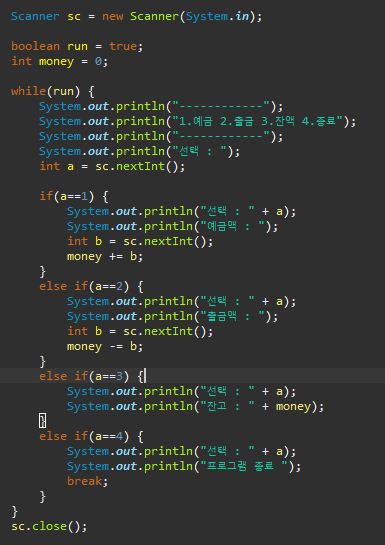 Scanner sc = new Scanner(System.in);

boolean run = true;
int money = 0;

while(run) {
    System.out.println("------------");
    System.out.println("1.예금 2.출금 3.잔액 4.종료");
    System.out.println("------------");
    System.out.println("선택 : ");
    int a = sc.nextInt();

    if(a==1) {
        System.out.println("선택 : " + a);
        System.out.println("예금액 : ");
        int b = sc.nextInt();
        money += b;
    }
    else if(a==2) {
        System.out.println("선택 : " + a);
        System.out.println("출금액 : ");
        int b = sc.nextInt();
        money -= b;
    }
    else if(a==3) {
        System.out.println("선택 : " + a);
        System.out.println("잔고 : " + money);
    }
    else if(a==4) {
        System.out.println("선택 : " + a);
        System.out.println("프로그램 종료 ");
        break;
    }
}
sc.close();